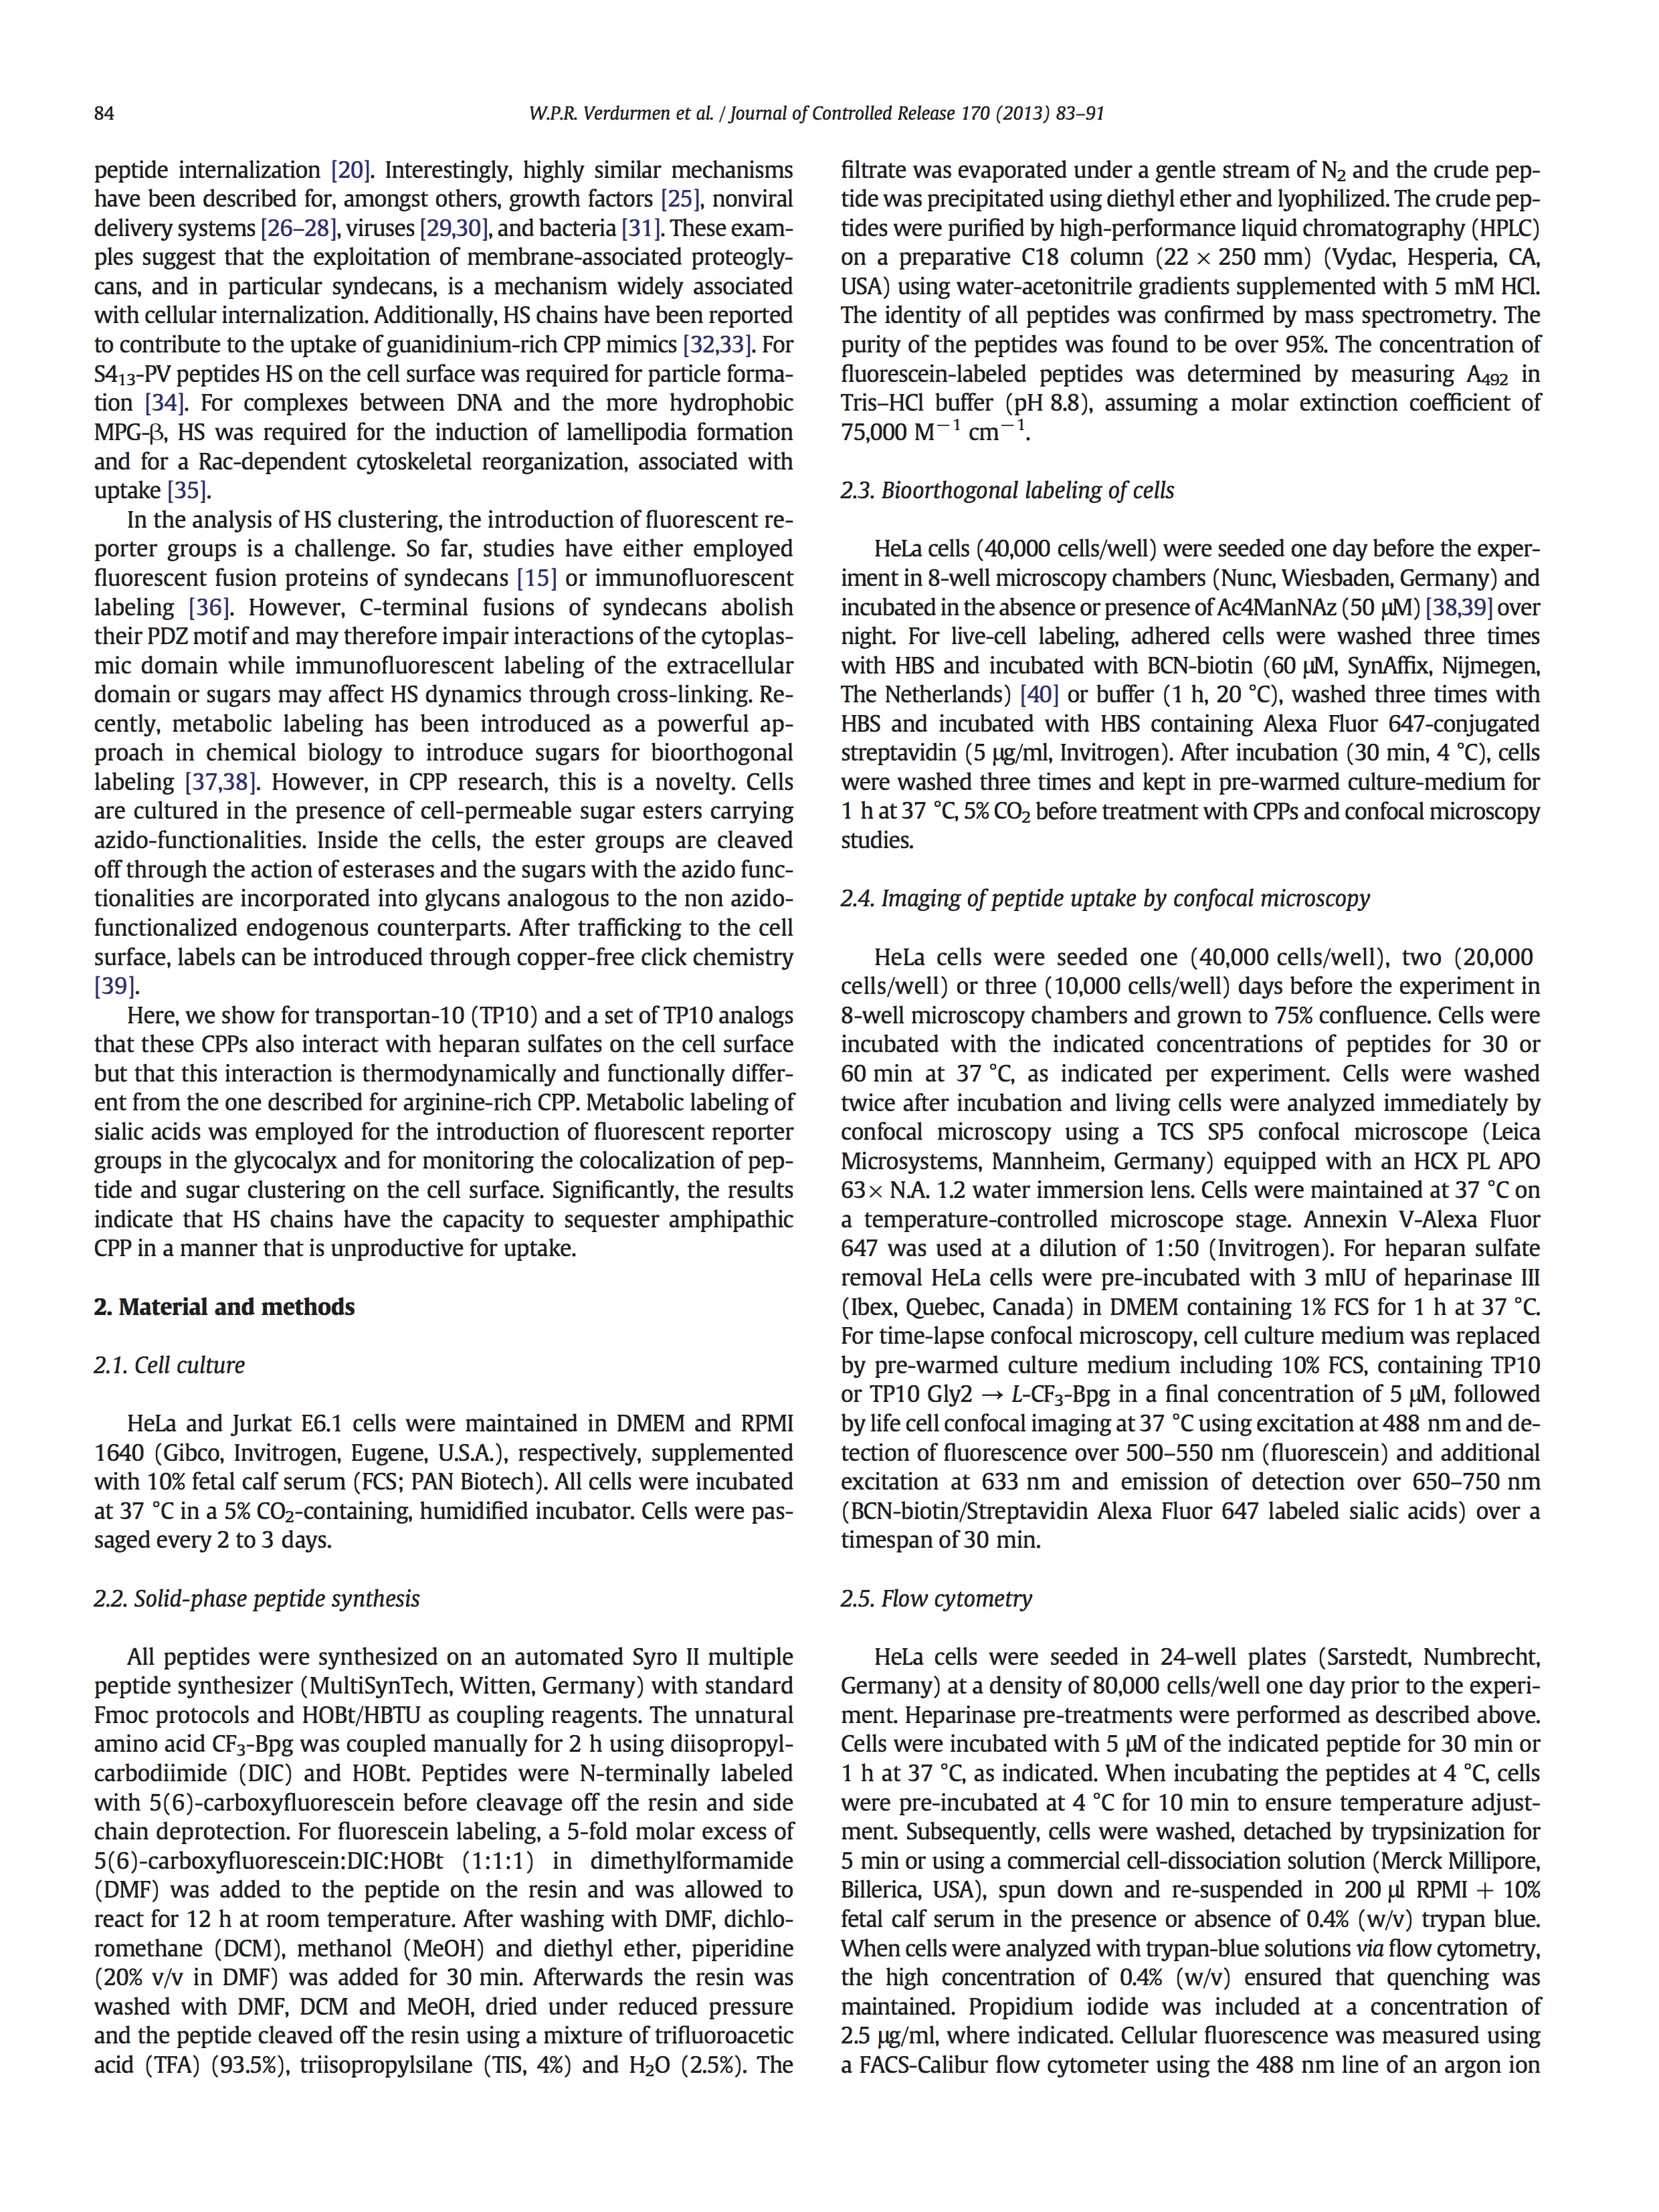 84
W.P.R. Verdurmen et al. / Journal of Controlled Release 170 (2013) 83–91
peptide internalization [20]. Interestingly, highly similar mechanisms
have been described for, amongst others, growth factors [25], nonviral
delivery systems [26–28], viruses [29,30], and bacteria [31]. These exam-
ples suggest that the exploitation of membrane-associated proteogly-
cans, and in particular syndecans, is a mechanism widely associated
with cellular internalization. Additionally, HS chains have been reported
to contribute to the uptake of guanidinium-rich CPP mimics [32,33]. For
S4₁₃-PV peptides HS on the cell surface was required for particle forma-
tion [34]. For complexes between DNA and the more hydrophobic
MPG-β, HS was required for the induction of lamellipodia formation
and for a Rac-dependent cytoskeletal reorganization, associated with
uptake [35].
In the analysis of HS clustering, the introduction of fluorescent re-
porter groups is a challenge. So far, studies have either employed
fluorescent fusion proteins of syndecans [15] or immunofluorescent
labeling [36]. However, C-terminal fusions of syndecans abolish
their PDZ motif and may therefore impair interactions of the cytoplas-
mic domain while immunofluorescent labeling of the extracellular
domain or sugars may affect HS dynamics through cross-linking. Re-
cently, metabolic labeling has been introduced as a powerful ap-
proach in chemical biology to introduce sugars for bioorthogonal
labeling [37,38]. However, in CPP research, this is a novelty. Cells
are cultured in the presence of cell-permeable sugar esters carrying
azido-functionalities. Inside the cells, the ester groups are cleaved
off through the action of esterases and the sugars with the azido func-
tionalities are incorporated into glycans analogous to the non azido-
functionalized endogenous counterparts. After trafficking to the cell
surface, labels can be introduced through copper-free click chemistry
[39].
Here, we show for transportan-10 (TP10) and a set of TP10 analogs
that these CPPs also interact with heparan sulfates on the cell surface
but that this interaction is thermodynamically and functionally differ-
ent from the one described for arginine-rich CPP. Metabolic labeling of
sialic acids was employed for the introduction of fluorescent reporter
groups in the glycocalyx and for monitoring the colocalization of pep-
tide and sugar clustering on the cell surface. Significantly, the results
indicate that HS chains have the capacity to sequester amphipathic
CPP in a manner that is unproductive for uptake.
2. Material and methods
2.1. Cell culture
HeLa and Jurkat E6.1 cells were maintained in DMEM and RPMI
1640 (Gibco, Invitrogen, Eugene, U.S.A.), respectively, supplemented
with 10% fetal calf serum (FCS; PAN Biotech). All cells were incubated
at 37 °C in a 5% CO₂-containing, humidified incubator. Cells were pas-
saged every 2 to 3 days.
2.2. Solid-phase peptide synthesis
All peptides were synthesized on an automated Syro II multiple
peptide synthesizer (MultiSynTech, Witten, Germany) with standard
Fmoc protocols and HOBt/HBTU as coupling reagents. The unnatural
amino acid CF₃-Bpg was coupled manually for 2 h using diisopropyl-
carbodiimide (DIC) and HOBt. Peptides were N-terminally labeled
with 5(6)-carboxyfluorescein before cleavage off the resin and side
chain deprotection. For fluorescein labeling, a 5-fold molar excess of
5(6)-carboxyfluorescein:DIC:HOBt (1:1:1) in dimethylformamide
(DMF) was added to the peptide on the resin and was allowed to
react for 12 h at room temperature. After washing with DMF, dichlo-
romethane (DCM), methanol (MeOH) and diethyl ether, piperidine
(20% v/v in DMF) was added for 30 min. Afterwards the resin was
washed with DMF, DCM and MeOH, dried under reduced pressure
and the peptide cleaved off the resin using a mixture of trifluoroacetic
acid (TFA) (93.5%), triisopropylsilane (TIS, 4%) and H₂O (2.5%). The
filtrate was evaporated under a gentle stream of N₂ and the crude pep-
tide was precipitated using diethyl ether and lyophilized. The crude pep-
tides were purified by high-performance liquid chromatography (HPLC)
on a preparative C18 column (22 × 250 mm) (Vydac, Hesperia, CA,
USA) using water-acetonitrile gradients supplemented with 5 mM HCl.
The identity of all peptides was confirmed by mass spectrometry. The
purity of the peptides was found to be over 95%. The concentration of
fluorescein-labeled peptides was determined by measuring A₄₉₂ in
Tris–HCl buffer (pH 8.8), assuming a molar extinction coefficient of
75,000 M⁻¹ cm⁻¹.
2.3. Bioorthogonal labeling of cells
HeLa cells (40,000 cells/well) were seeded one day before the exper-
iment in 8-well microscopy chambers (Nunc, Wiesbaden, Germany) and
incubated in the absence or presence of Ac4ManNAz (50 μM) [38,39] over
night. For live-cell labeling, adhered cells were washed three times
with HBS and incubated with BCN-biotin (60 μM, SynAffix, Nijmegen,
The Netherlands) [40] or buffer (1 h, 20 °C), washed three times with
HBS and incubated with HBS containing Alexa Fluor 647-conjugated
streptavidin (5 μg/ml, Invitrogen). After incubation (30 min, 4 °C), cells
were washed three times and kept in pre-warmed culture-medium for
1 h at 37 °C, 5% CO₂ before treatment with CPPs and confocal microscopy
studies.
2.4. Imaging of peptide uptake by confocal microscopy
HeLa cells were seeded one (40,000 cells/well), two (20,000
cells/well) or three (10,000 cells/well) days before the experiment in
8-well microscopy chambers and grown to 75% confluence. Cells were
incubated with the indicated concentrations of peptides for 30 or
60 min at 37 °C, as indicated per experiment. Cells were washed
twice after incubation and living cells were analyzed immediately by
confocal microscopy using a TCS SP5 confocal microscope (Leica
Microsystems, Mannheim, Germany) equipped with an HCX PL APO
63× N.A. 1.2 water immersion lens. Cells were maintained at 37 °C on
a temperature-controlled microscope stage. Annexin V-Alexa Fluor
647 was used at a dilution of 1:50 (Invitrogen). For heparan sulfate
removal HeLa cells were pre-incubated with 3 mIU of heparinase III
(Ibex, Quebec, Canada) in DMEM containing 1% FCS for 1 h at 37 °C.
For time-lapse confocal microscopy, cell culture medium was replaced
by pre-warmed culture medium including 10% FCS, containing TP10
or TP10 Gly2 → L-CF₃-Bpg in a final concentration of 5 μM, followed
by life cell confocal imaging at 37 °C using excitation at 488 nm and de-
tection of fluorescence over 500–550 nm (fluorescein) and additional
excitation at 633 nm and emission of detection over 650–750 nm
(BCN-biotin/Streptavidin Alexa Fluor 647 labeled sialic acids) over a
timespan of 30 min.
2.5. Flow cytometry
HeLa cells were seeded in 24-well plates (Sarstedt, Numbrecht,
Germany) at a density of 80,000 cells/well one day prior to the experi-
ment. Heparinase pre-treatments were performed as described above.
Cells were incubated with 5 μM of the indicated peptide for 30 min or
1 h at 37 °C, as indicated. When incubating the peptides at 4 °C, cells
were pre-incubated at 4 °C for 10 min to ensure temperature adjust-
ment. Subsequently, cells were washed, detached by trypsinization for
5 min or using a commercial cell-dissociation solution (Merck Millipore,
Billerica, USA), spun down and re-suspended in 200 μl RPMI + 10%
fetal calf serum in the presence or absence of 0.4% (w/v) trypan blue.
When cells were analyzed with trypan-blue solutions via flow cytometry,
the high concentration of 0.4% (w/v) ensured that quenching was
maintained. Propidium iodide was included at a concentration of
2.5 μg/ml, where indicated. Cellular fluorescence was measured using
a FACS-Calibur flow cytometer using the 488 nm line of an argon ion